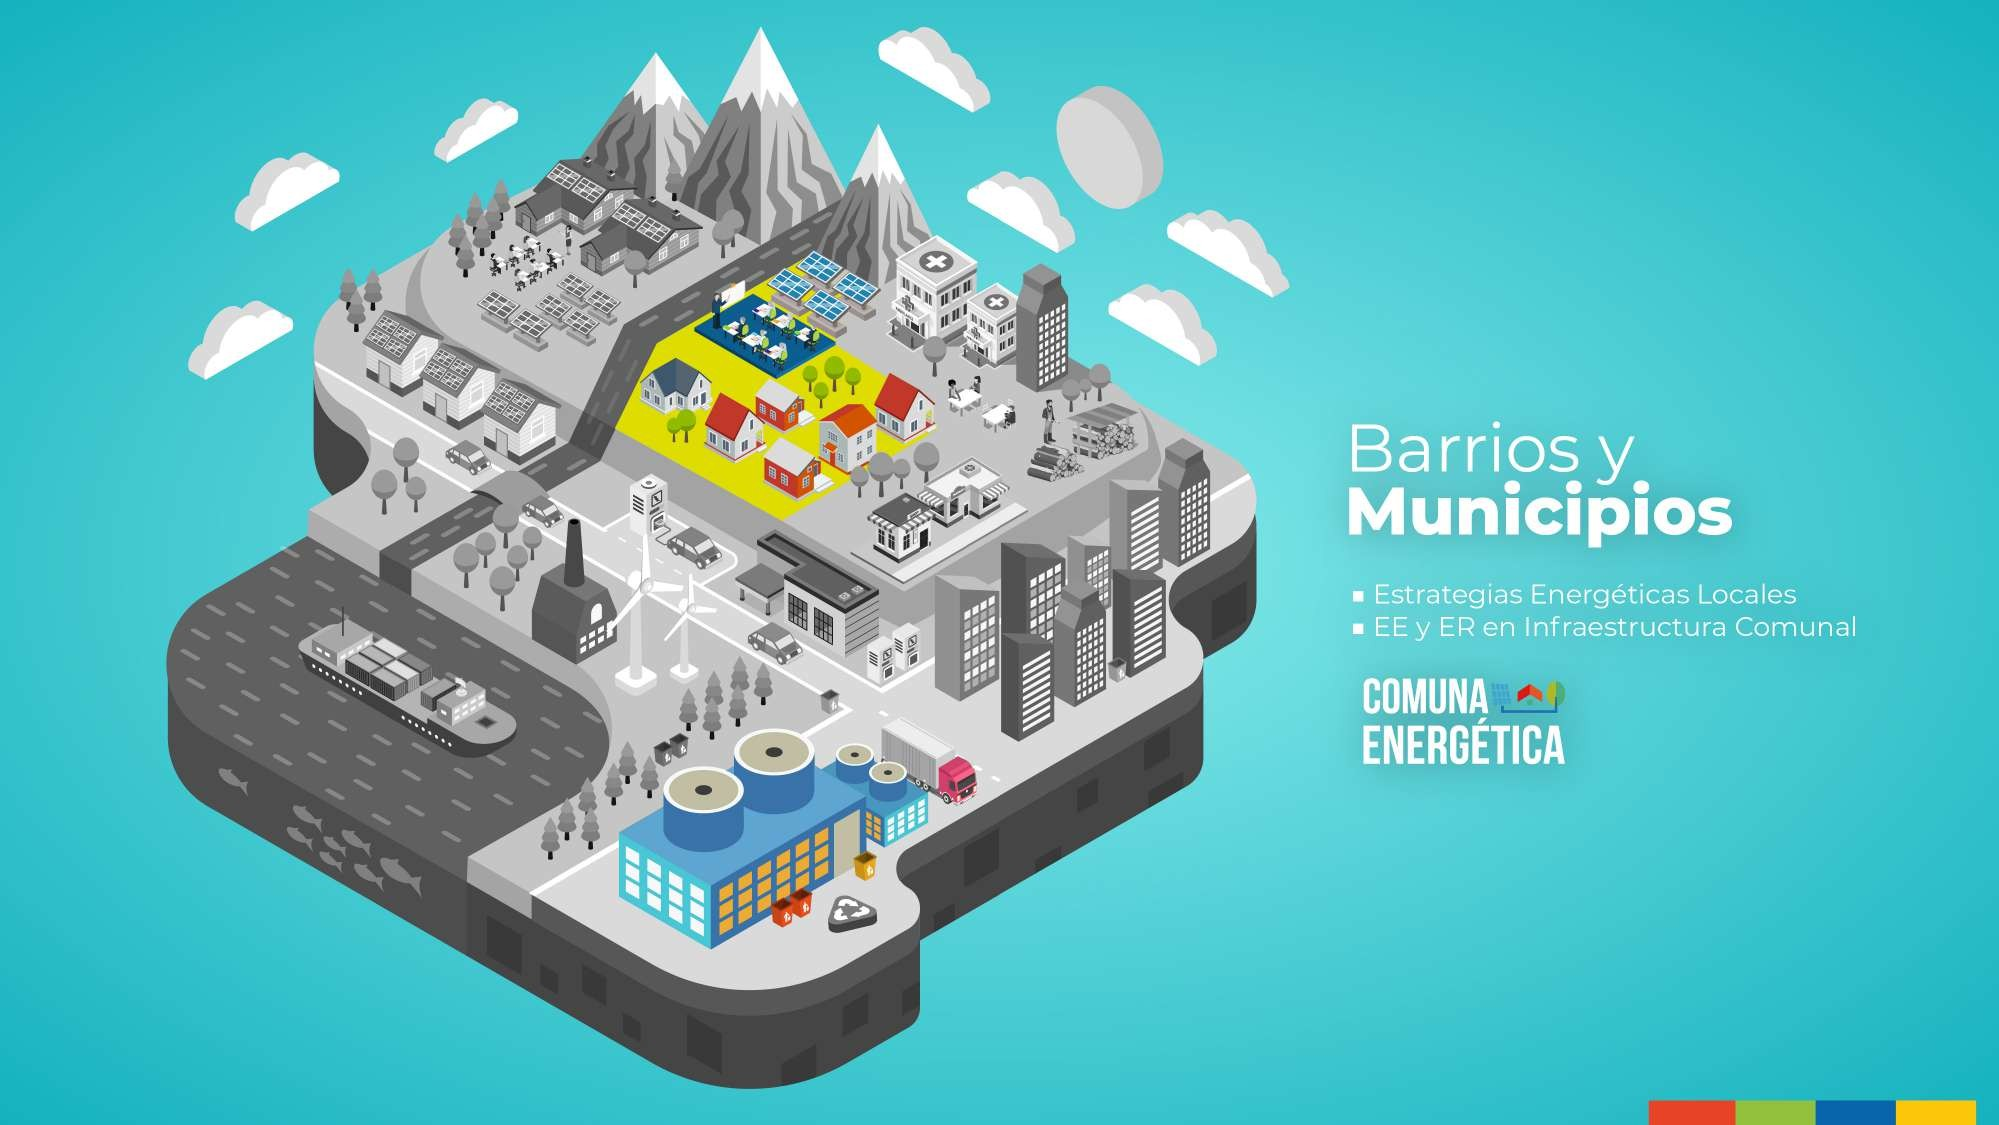 Barrios y
Municipios
▪ Estrategias Energéticas Locales
▪ EE y ER en Infraestructura Comunal
COMUNA
ENERGÉTICA